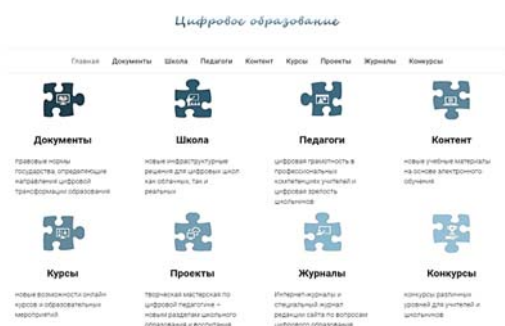 Цифровое образование
Главная Документы Школа Педагоги Контент Курсы Проекты Журналы Конкурсы
Документы
правовые нормы
государства, определяющие
направления цифровой
трансформации образования
Школа
новые инфраструктурные
решения для цифровых школ
как облачных, так и
реальных
Педагоги
цифровая грамотность в
профессиональных
компетенциях учителей и
цифровая зрелость
школьников
Контент
новые учебные материалы
на основе электронного
обучения
Курсы
новые возможности онлайн
курсов и образовательных
мероприятий
Проекты
творческая мастерская по
цифровой педагогике –
новым разделам школьного
образования и воспитания
Журналы
Интернет-журналы и
специальный журнал
редакции сайта по вопросам
цифрового образования
Конкурсы
конкурсы различных
уровней для учителей и
школьников